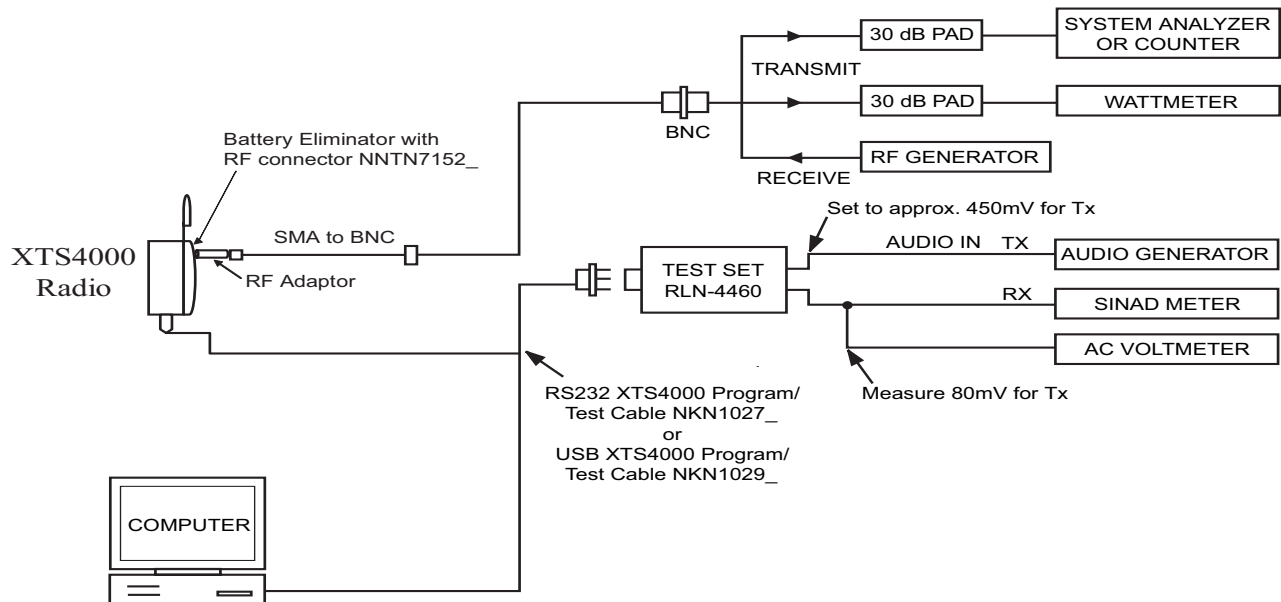 30 dB PAD
SYSTEM ANALYZER
OR COUNTER
TRANSMIT
30 dB PAD
WATTMETER
BNC
RF GENERATOR
RECEIVE
Battery Eliminator with
RF connector NNTN7152_
XTS4000
Radio
SMA to BNC
RF Adaptor
Set to approx. 450mV for Tx
AUDIO IN TX
AUDIO GENERATOR
TEST SET
RLN-4460
RX
SINAD METER
AC VOLTMETER
Measure 80mV for Tx
RS232 XTS4000 Program/
Test Cable NKN1027_
or
USB XTS4000 Program/
Test Cable NKN1029_
COMPUTER